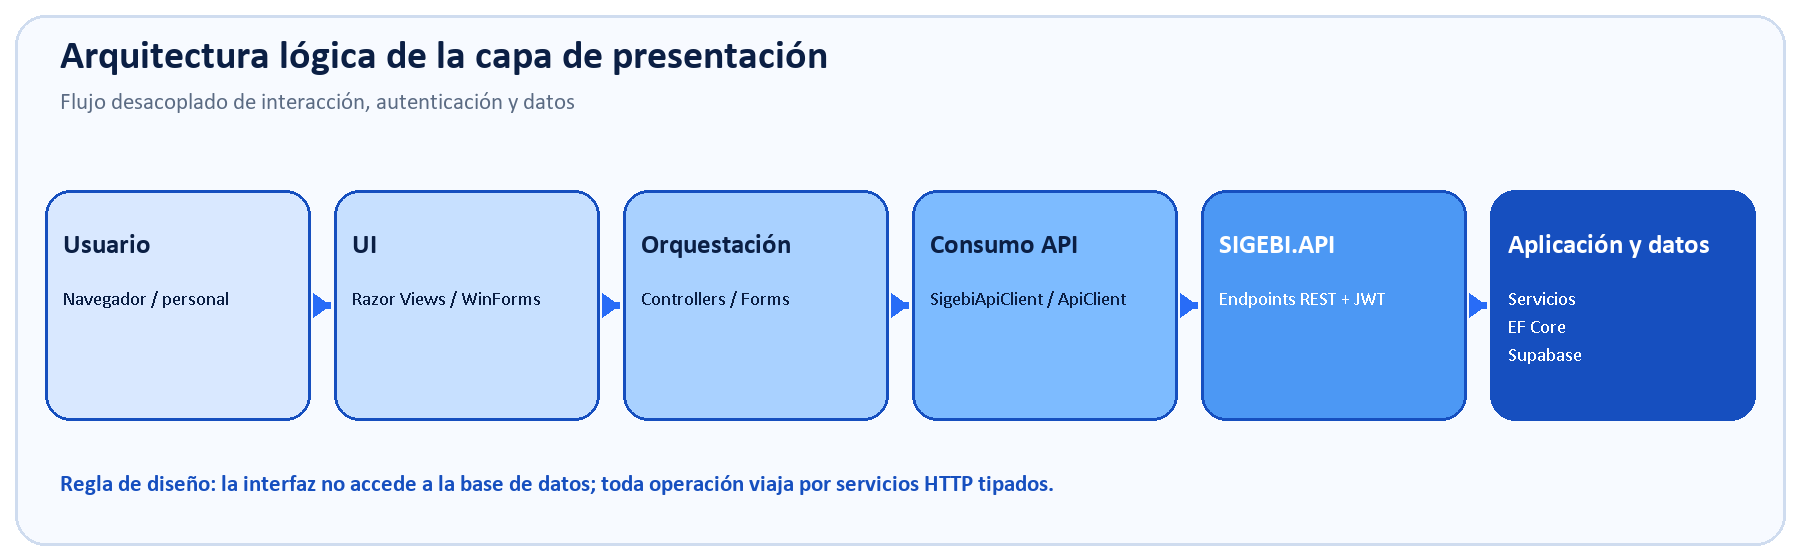 Arquitectura lógica de la capa de presentación
Flujo desacoplado de interacción, autenticación y datos
Usuario
Navegador / personal
UI
Razor Views / WinForms
Orquestación
Controllers / Forms
Consumo API
SigebiApiClient / ApiClient
SIGEBI.API
Endpoints REST + JWT
Aplicación y datos
Servicios
EF Core
Supabase
Regla de diseño: la interfaz no accede a la base de datos; toda operación viaja por servicios HTTP tipados.